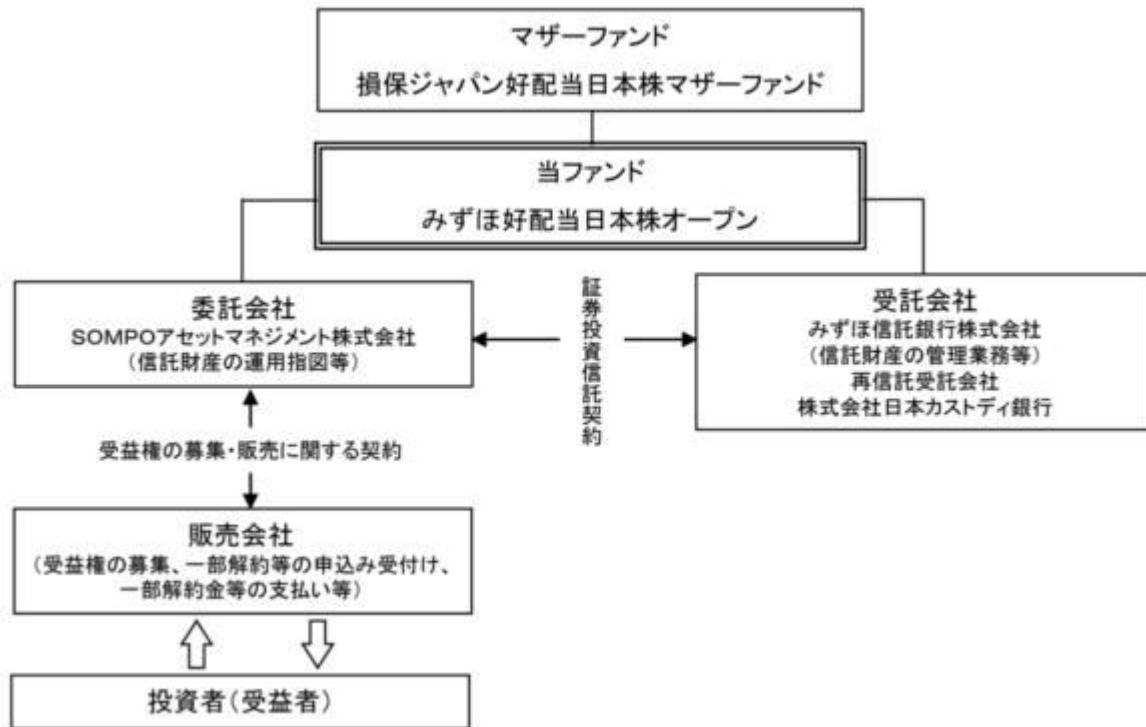 マザーファンド
損保ジャパン好配当日本株マザーファンド
当ファンド
みずほ好配当日本株オープン
委託会社
SOMPOアセットマネジメント株式会社
(信託財産の運用指図等)
証券投資信託契約
受託会社
みずほ信託銀行株式会社
(信託財産の管理業務等)
再信託受託会社
株式会社日本カストディ銀行
受益権の募集・販売に関する契約
販売会社
(受益権の募集、一部解約等の申込み受付け、
一部解約金等の支払い等)
投資者(受益者)